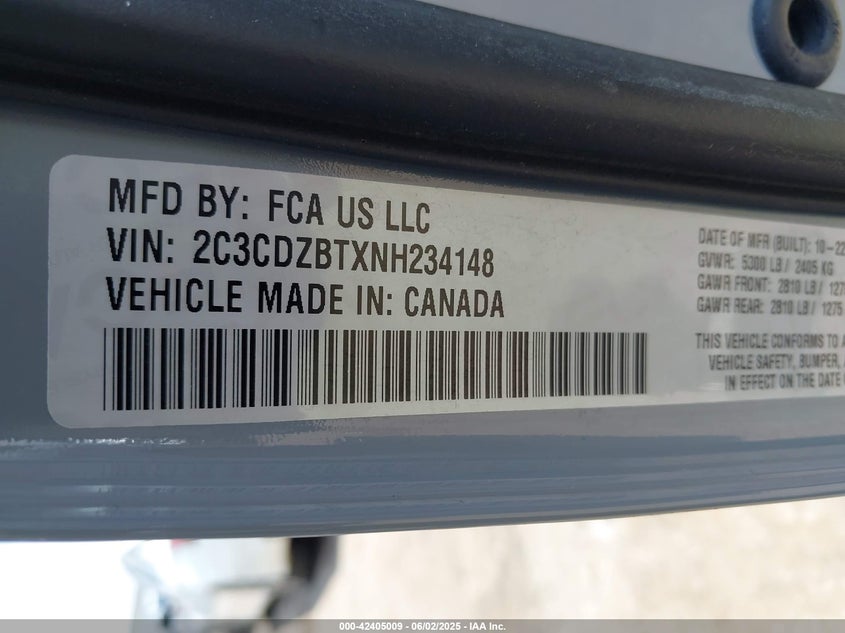 MFD BY: FCA US LLC
VIN: 2C3CDZBTXNH234148
VEHICLE MADE IN: CANADA
DATE OF MFR (BUILT): 10-22
GVWR: 5300 LB / 2405 KG
GAWR FRONT: 2810 LB / 127
GAWR REAR: 2810 LB / 1275
THIS VEHICLE CONFORMS TO A
VEHICLE SAFETY, BUMPER,
IN EFFECT ON THE DATE
000-42405009 - 06/02/2025 - IAA Inc.